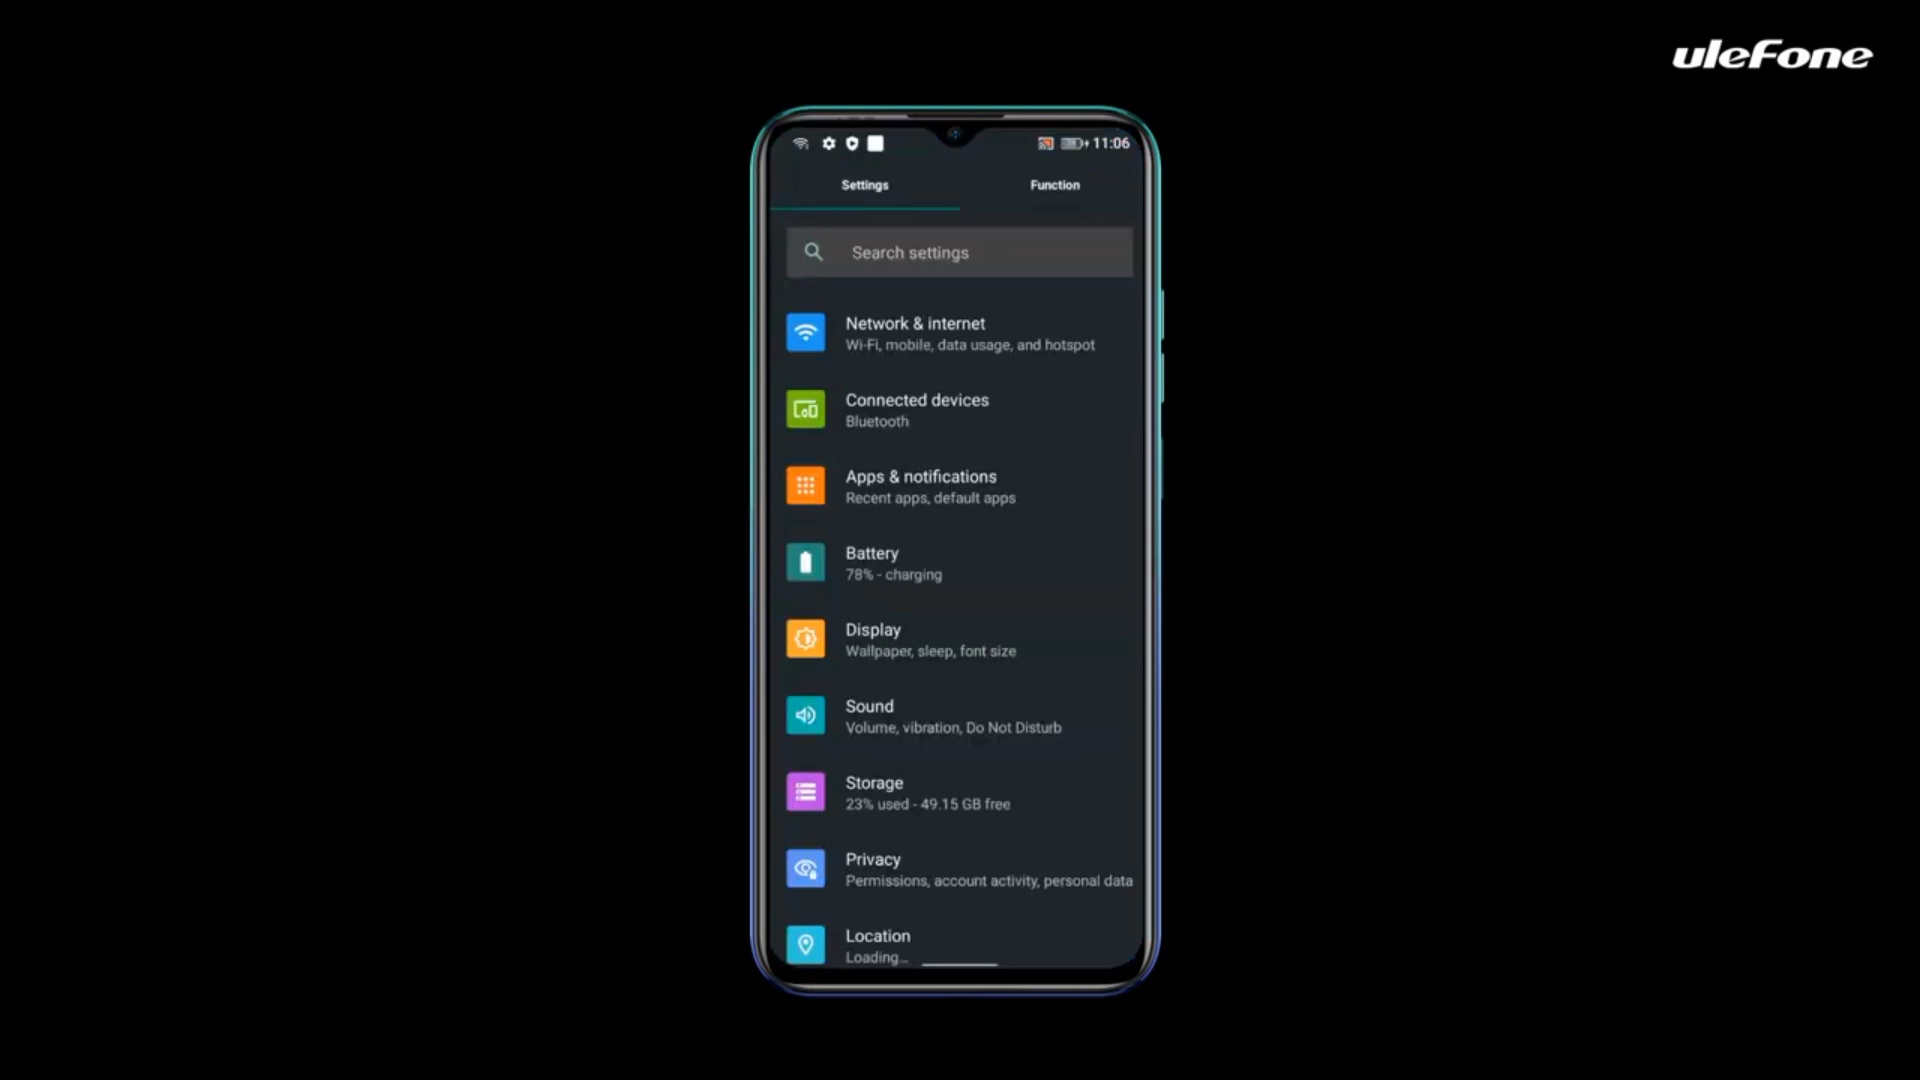 uleFone
11:06
Settings
Function
Search settings
Network & internet
Wi-Fi, mobile, data usage, and hotspot
Connected devices
Bluetooth
Apps & notifications
Recent apps, default apps
Battery
78% - charging
Display
Wallpaper, sleep, font size
Sound
Volume, vibration, Do Not Disturb
Storage
23% used - 49.15 GB free
Privacy
Permissions, account activity, personal data
Location
Loading...